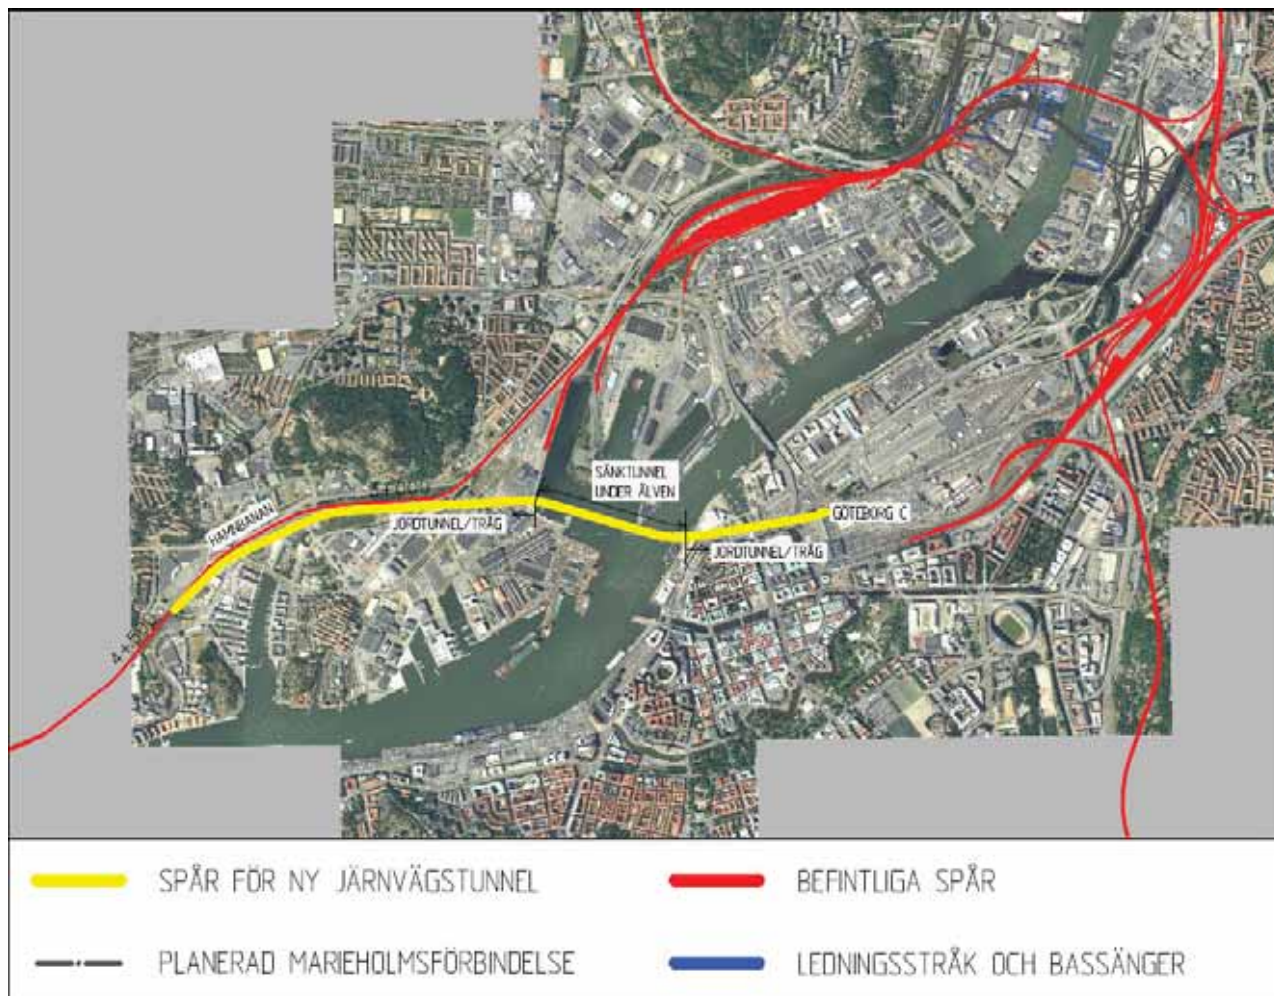 SÄNKTUNNEL
UNDER ÄLVEN
HAMNBANAN
JORDTUNNEL/TRÅG
GÖTEBORG C
JORDTUNNEL/TRÅG
SPÅR FÖR NY JÄRNVÄGSTUNNEL
BEFINTLIGA SPÅR
PLANERAD MARIEHOLMSFÖRBINDELSE
LEDNINGSSTRÅK OCH BASSÄNGER